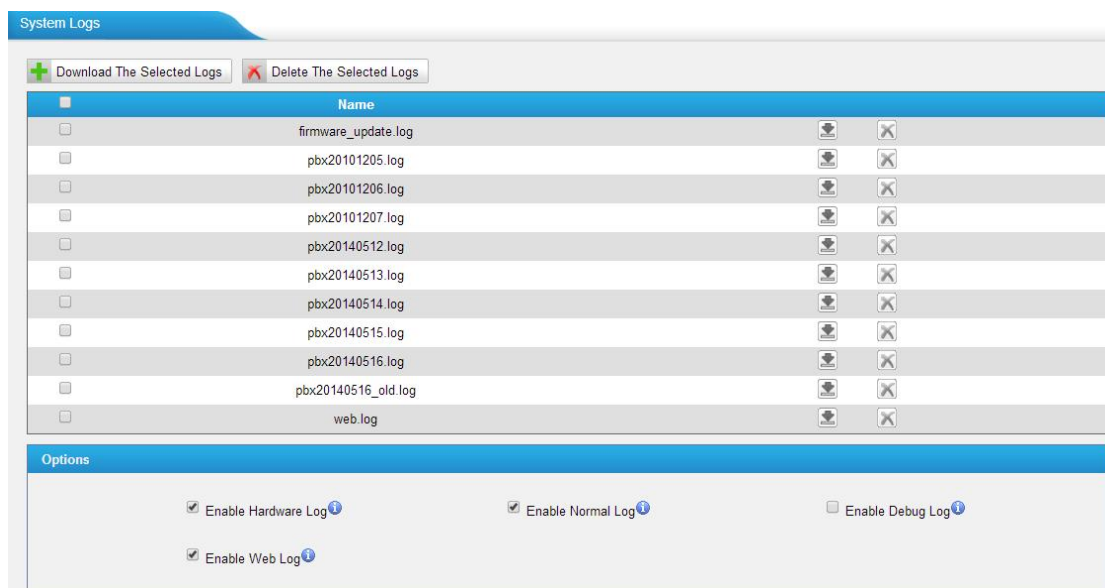 System Logs
Download The Selected Logs Delete The Selected Logs
Name
firmware_update.log
pbx20101205.log
pbx20101206.log
pbx20101207.log
pbx20140512.log
pbx20140513.log
pbx20140514.log
pbx20140515.log
pbx20140516.log
pbx20140516_old.log
web.log
Options
Enable Hardware Log Enable Normal Log Enable Debug Log
Enable Web Log